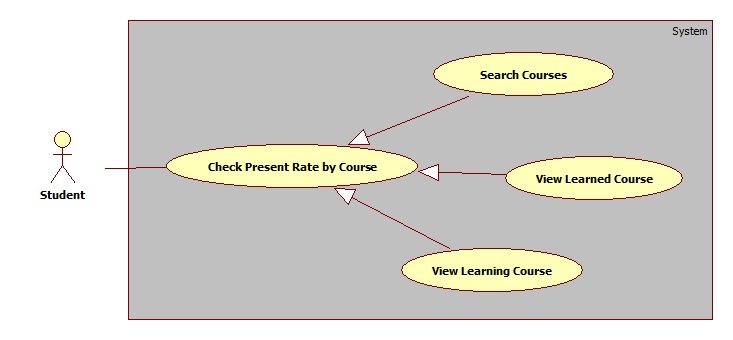 System
Search Courses
Check Present Rate by Course
View Learned Course
Student
View Learning Course